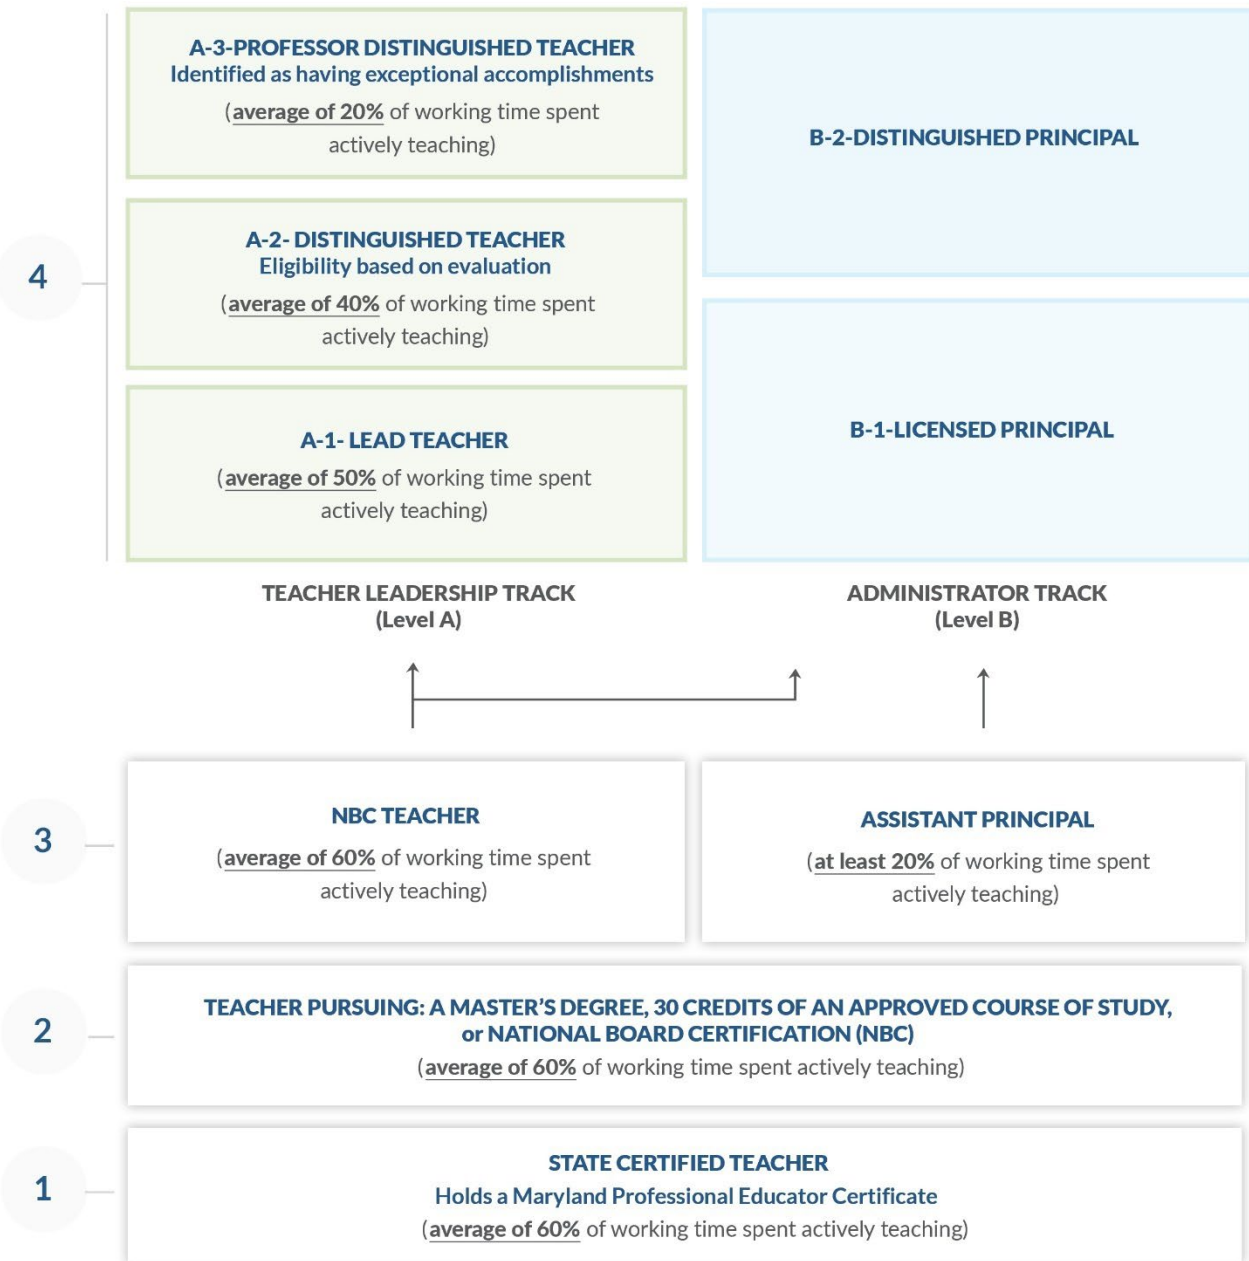 4
A-3-PROFESSOR DISTINGUISHED TEACHER
Identified as having exceptional accomplishments
(average of 20% of working time spent
actively teaching)
A-2- DISTINGUISHED TEACHER
Eligibility based on evaluation
(average of 40% of working time spent
actively teaching)
A-1- LEAD TEACHER
(average of 50% of working time spent
actively teaching)
B-2-DISTINGUISHED PRINCIPAL
B-1-LICENSED PRINCIPAL
TEACHER LEADERSHIP TRACK
(Level A)
ADMINISTRATOR TRACK
(Level B)
3
NBC TEACHER
(average of 60% of working time spent
actively teaching)
ASSISTANT PRINCIPAL
(at least 20% of working time spent
actively teaching)
2
TEACHER PURSUING: A MASTER’S DEGREE, 30 CREDITS OF AN APPROVED COURSE OF STUDY,
or NATIONAL BOARD CERTIFICATION (NBC)
(average of 60% of working time spent actively teaching)
1
STATE CERTIFIED TEACHER
Holds a Maryland Professional Educator Certificate
(average of 60% of working time spent actively teaching)